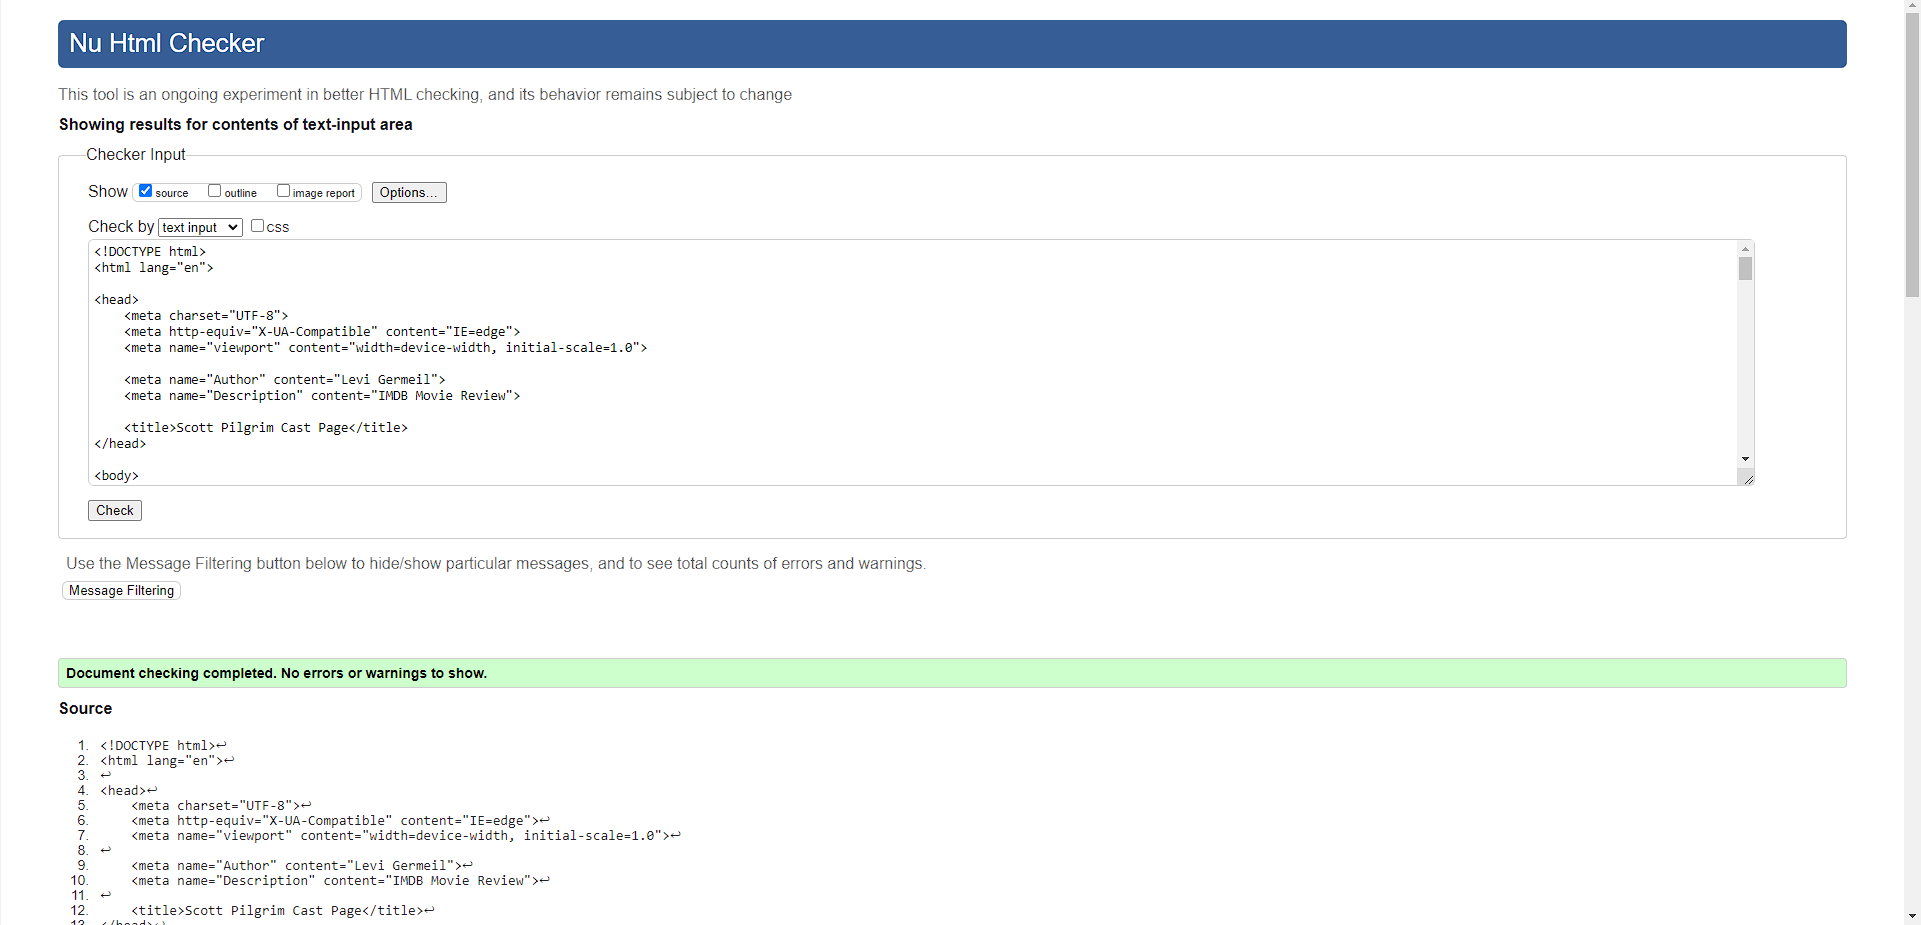 Nu Html Checker
This tool is an ongoing experiment in better HTML checking, and its behavior remains subject to change
Showing results for contents of text-input area
Checker Input
Show source outline image report Options...
Check by text input css
<!DOCTYPE html>
<html lang="en">
<head>
<meta charset="UTF-8">
<meta http-equiv="X-UA-Compatible" content="IE=edge">
<meta name="viewport" content="width=device-width, initial-scale=1.0">
<meta name="Author" content="Levi Germeil">
<meta name="Description" content="IMDB Movie Review">
<title>Scott Pilgrim Cast Page</title>
</head>
<body>
Check
Use the Message Filtering button below to hide/show particular messages, and to see total counts of errors and warnings.
Message Filtering
Document checking completed. No errors or warnings to show.
Source
1. <!DOCTYPE html>↩
2. <html lang="en">↩
3. ↩
4. <head>↩
5. <meta charset="UTF-8">↩
6. <meta http-equiv="X-UA-Compatible" content="IE=edge">↩
7. <meta name="viewport" content="width=device-width, initial-scale=1.0">↩
8. ↩
9. <meta name="Author" content="Levi Germeil">↩
10. <meta name="Description" content="IMDB Movie Review">↩
11. ↩
12. <title>Scott Pilgrim Cast Page</title>↩
13. </head>↩